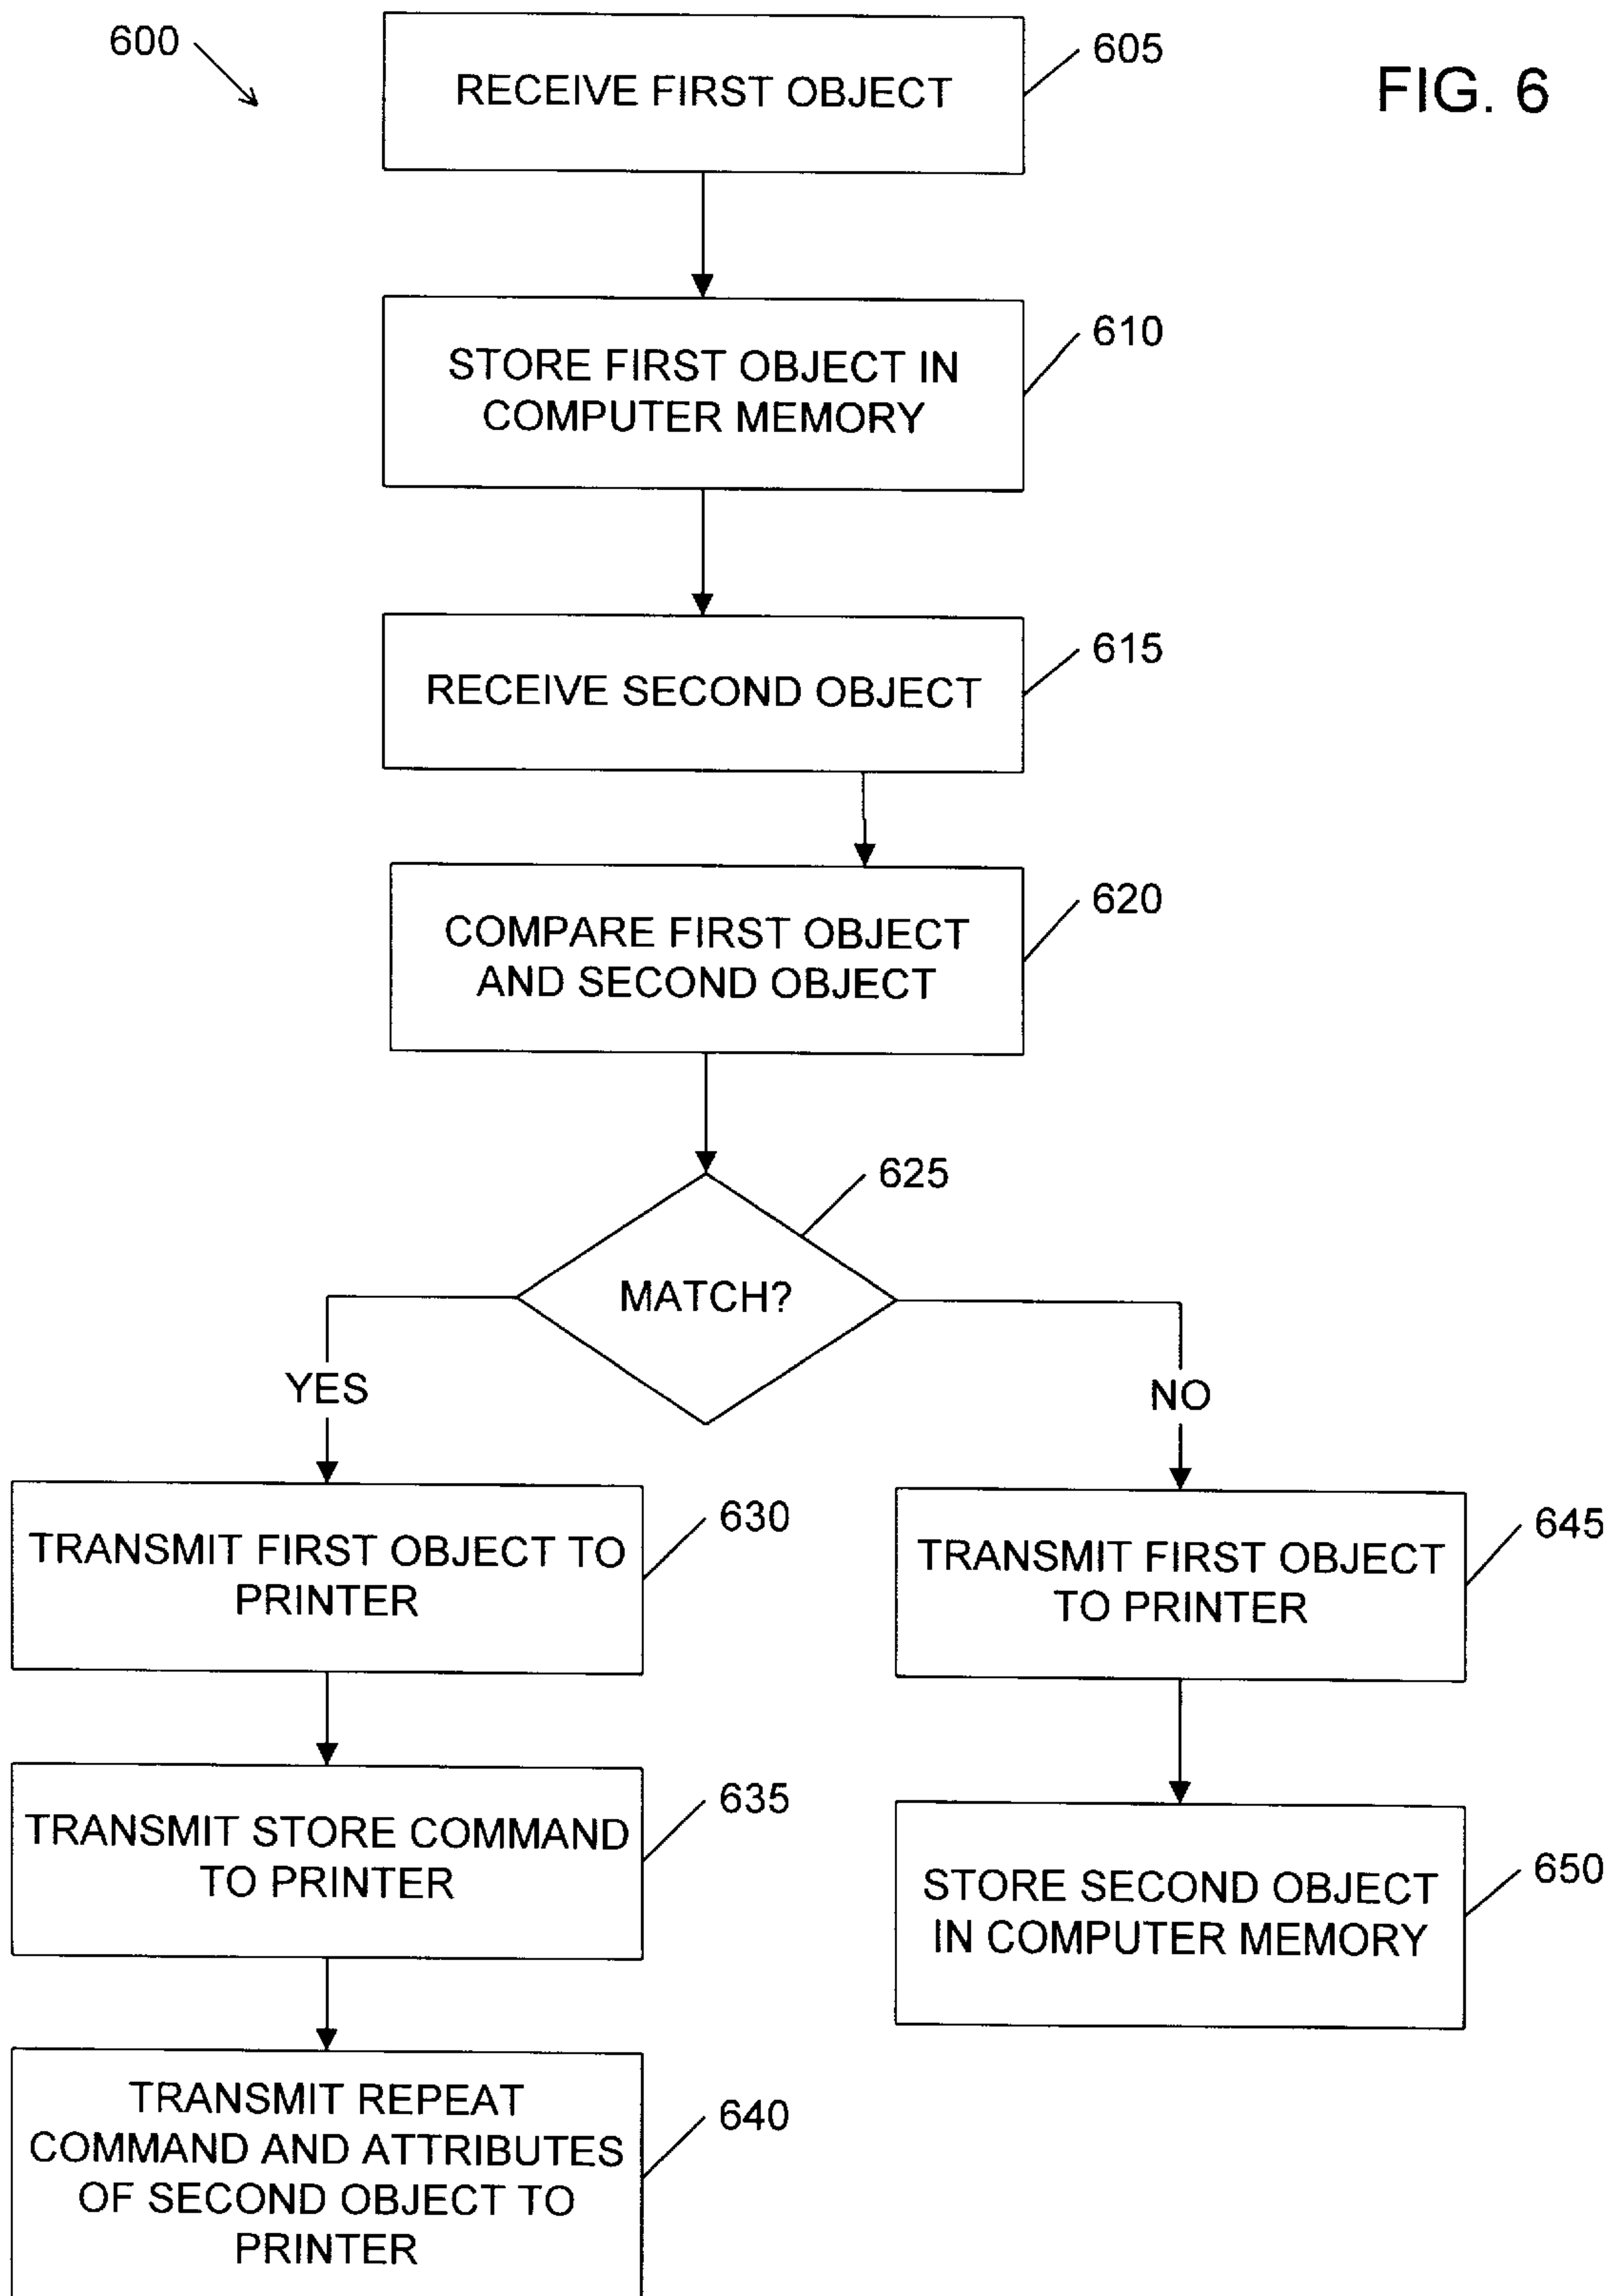 600
RECEIVE FIRST OBJECT
605
FIG. 6
STORE FIRST OBJECT IN
COMPUTER MEMORY
610
RECEIVE SECOND OBJECT
615
COMPARE FIRST OBJECT
AND SECOND OBJECT
620
MATCH?
625
YES
NO
TRANSMIT FIRST OBJECT TO
PRINTER
630
TRANSMIT FIRST OBJECT
TO PRINTER
645
TRANSMIT STORE COMMAND
TO PRINTER
635
STORE SECOND OBJECT
IN COMPUTER MEMORY
650
TRANSMIT REPEAT
COMMAND AND ATTRIBUTES
OF SECOND OBJECT TO
PRINTER
640